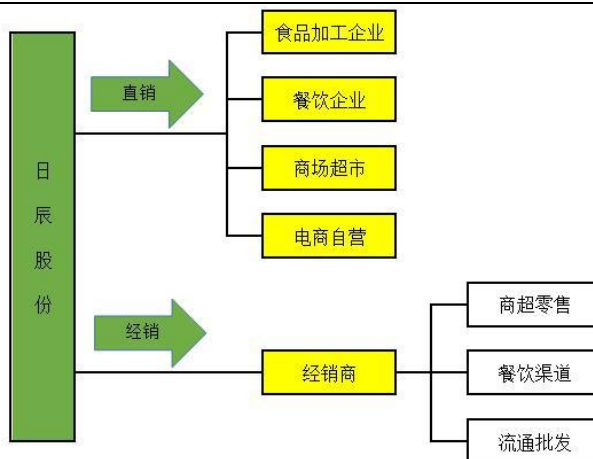 日辰股份
直销
食品加工企业
餐饮企业
商场超市
电商自营
经销
经销商
商超零售
餐饮渠道
流通批发